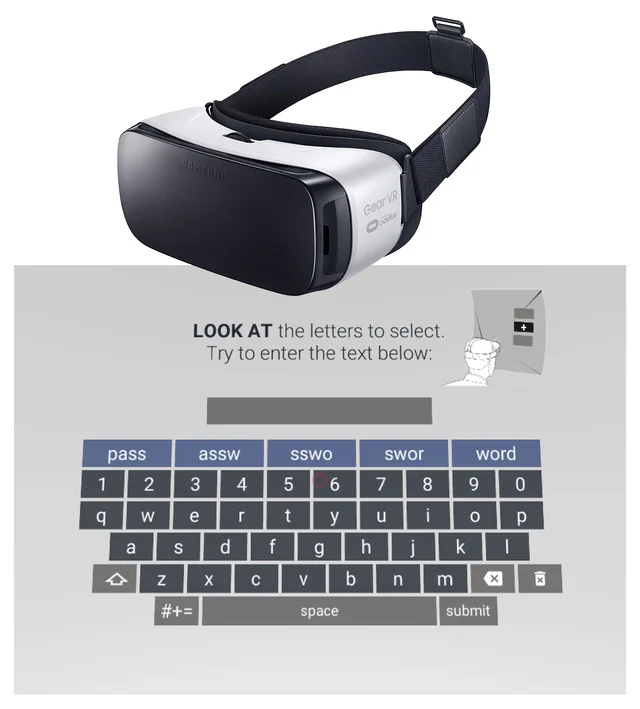 SAMSUNG
Gear VR
oculus
LOOK AT the letters to select.
Try to enter the text below:
pass assw sswo swor word
1 2 3 4 5 6 7 8 9 0
q w e r t y u i o p
a s d f g h j k l
z x c v b n m
#+= space submit